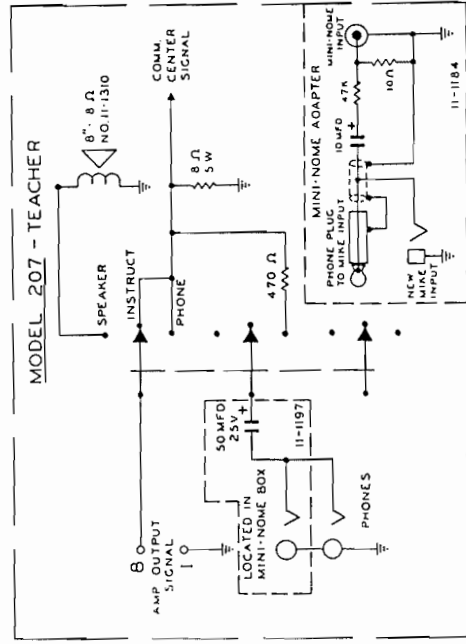 MODEL 207 - TEACHER
SPEAKER
8". 8 Ω
NO. 11-1310
INSTRUCT
PHONE
COMM.
CENTER
SIGNAL
8 Ω
5 W
470 Ω
8
AMP OUTPUT
SIGNAL
1
50 MFD
25V
+
11-1197
LOCATED IN
MINI-NOME BOX
PHONES
MINI-NOME ADAPTER
PHONE PLUG
TO MIKE INPUT
10 MFD
+
47K
MINI-NOME
INPUT
10Ω
NEW
MIKE
INPUT
11-1184